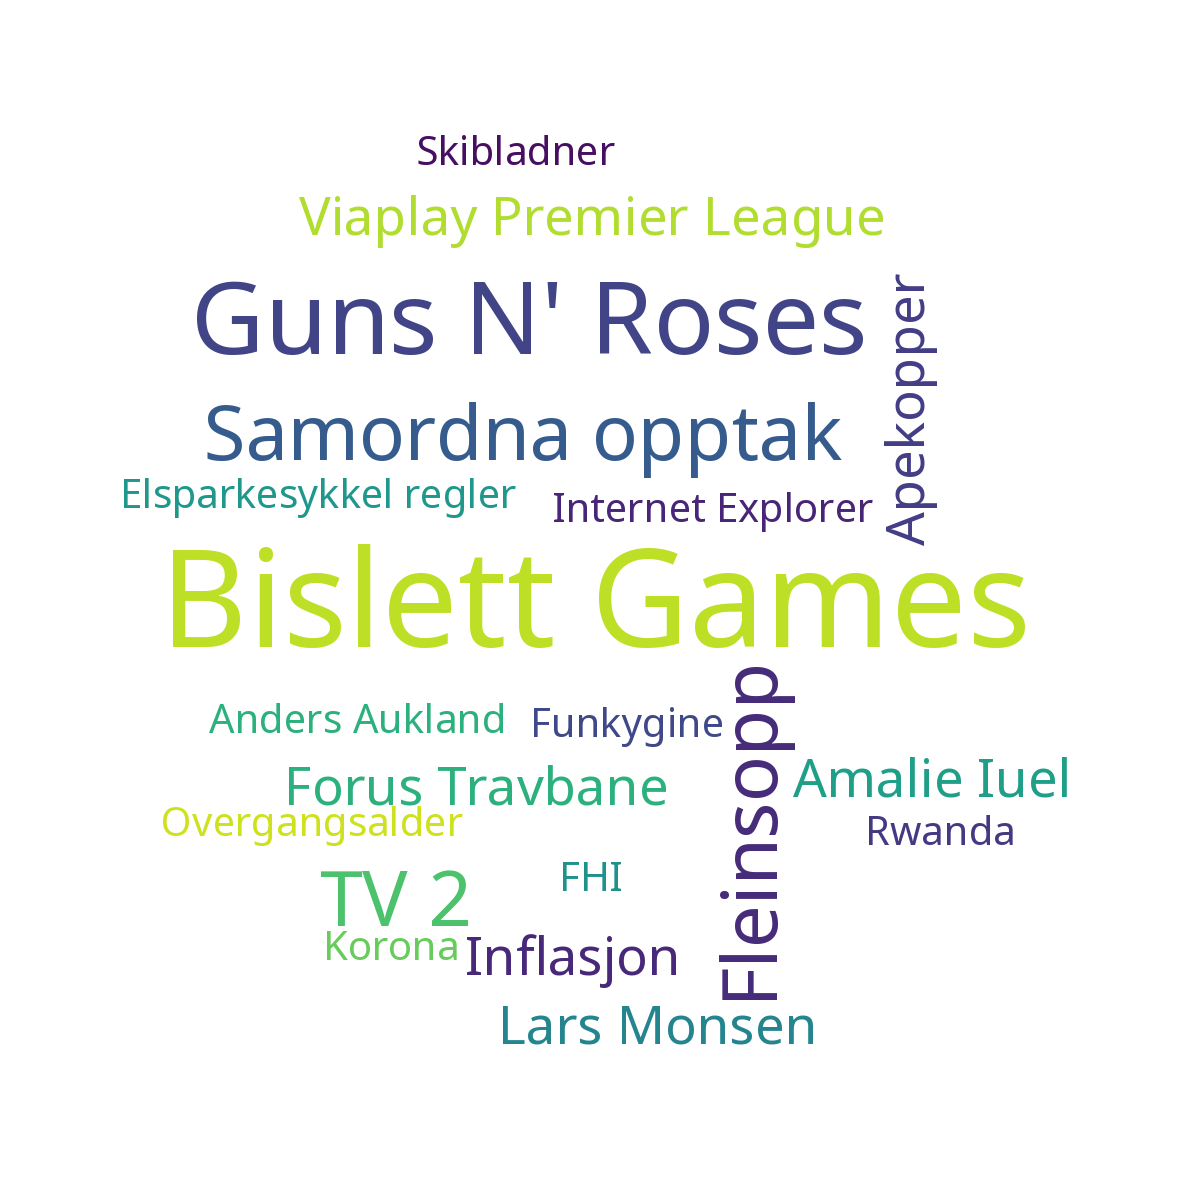 Skibladner
Viaplay Premier League
Guns N' Roses
Apekopper
Samordna opptak
Elsparkesykkel regler
Internet Explorer
Bislett Games
Anders Aukland
Funkygine
Fleinsopp
Forus Travbane
Amalie Iuel
Overgangsalder
Rwanda
FHI
TV 2
Korona
Inflasjon
Lars Monsen